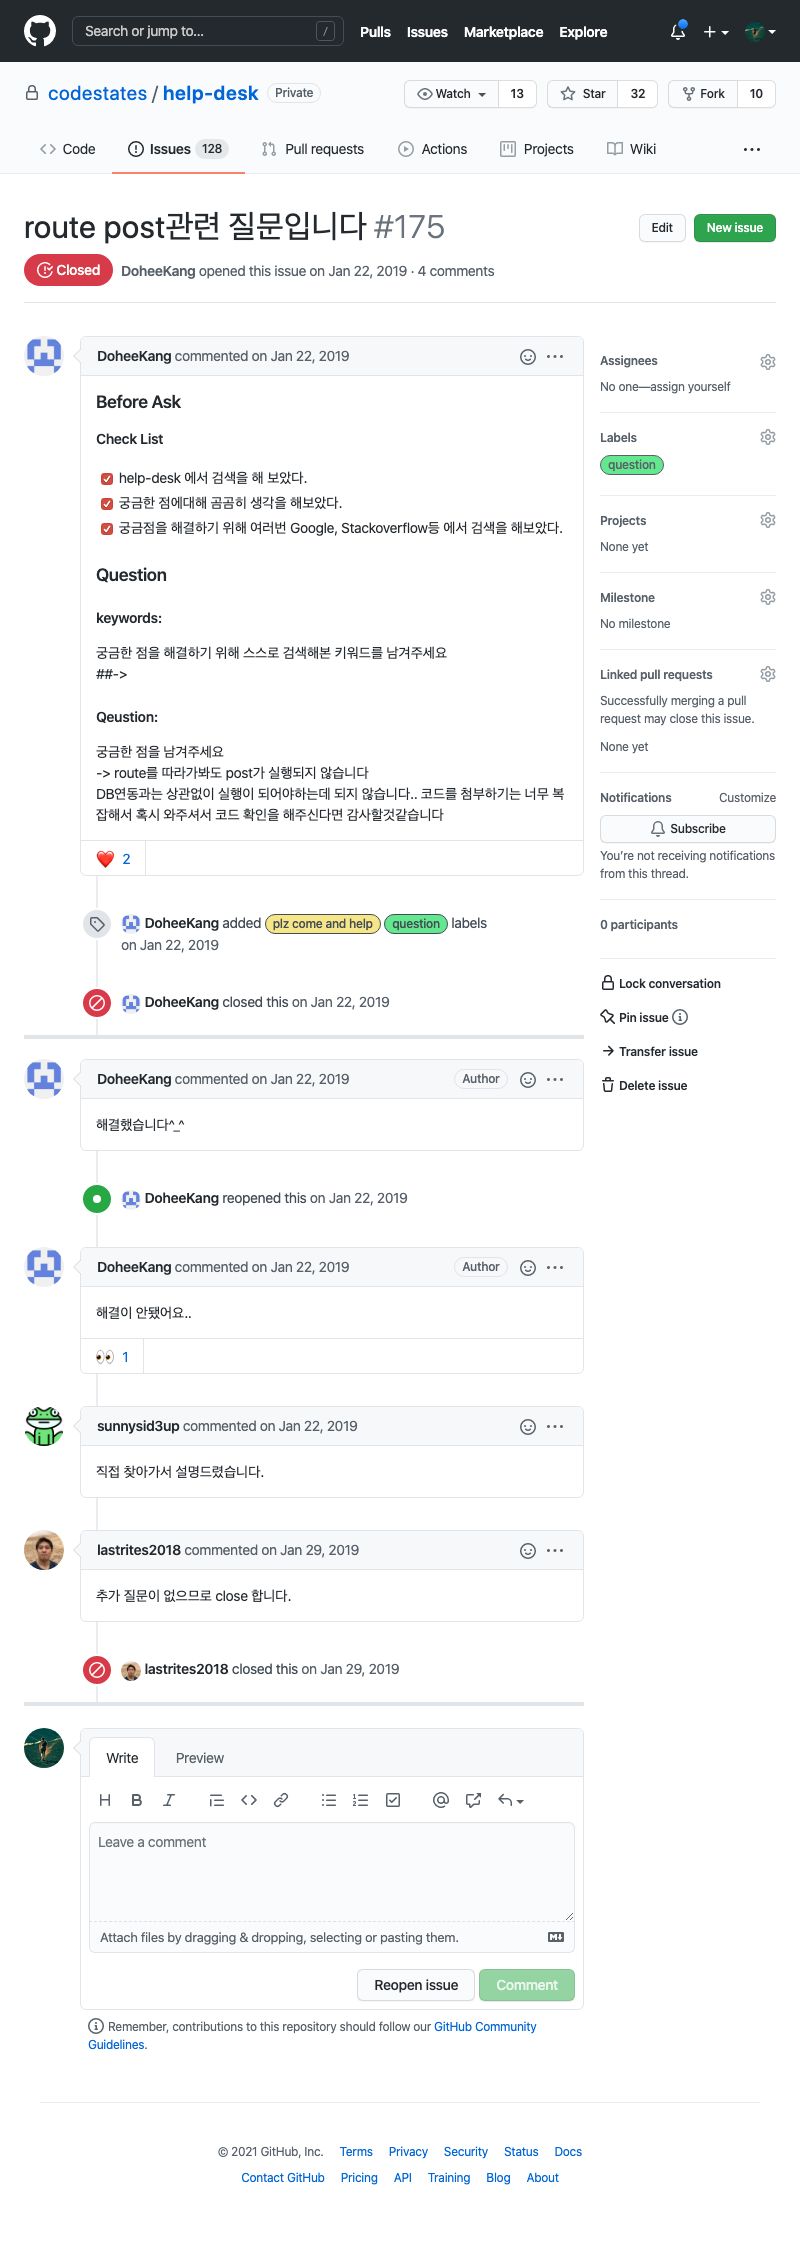 Search or jump to... /
Pulls Issues Marketplace Explore
codestates / help-desk Private
Watch 13 Star 32 Fork 10
Code Issues 128 Pull requests Actions Projects Wiki
route post관련 질문입니다 #175
Edit New issue
Closed DoheeKang opened this issue on Jan 22, 2019 · 4 comments
DoheeKang commented on Jan 22, 2019
Before Ask
Check List
help-desk 에서 검색을 해 보았다.
궁금한 점에대해 곰곰히 생각을 해보았다.
궁금점을 해결하기 위해 여러번 Google, Stackoverflow등 에서 검색을 해보았다.
Question
keywords:
궁금한 점을 해결하기 위해 스스로 검색해본 키워드를 남겨주세요
##->
Qeustion:
궁금한 점을 남겨주세요
-> route를 따라가봐도 post가 실행되지 않습니다
DB연동과는 상관없이 실행이 되어야하는데 되지 않습니다.. 코드를 첨부하기는 너무 복
잡해서 혹시 와주셔서 코드 확인을 해주신다면 감사할것같습니다
2
DoheeKang added plz come and help question labels
on Jan 22, 2019
DoheeKang closed this on Jan 22, 2019
DoheeKang commented on Jan 22, 2019 Author
해결했습니다^_^
DoheeKang reopened this on Jan 22, 2019
DoheeKang commented on Jan 22, 2019 Author
해결이 안됐어요..
1
sunnysid3up commented on Jan 22, 2019
직접 찾아가서 설명드렸습니다.
lastrites2018 commented on Jan 29, 2019
추가 질문이 없으므로 close 합니다.
lastrites2018 closed this on Jan 29, 2019
Write Preview
Leave a comment
Attach files by dragging & dropping, selecting or pasting them.
Reopen issue Comment
Remember, contributions to this repository should follow our GitHub Community
Guidelines.
Assignees
No one—assign yourself
Labels
question
Projects
None yet
Milestone
No milestone
Linked pull requests
Successfully merging a pull
request may close this issue.
None yet
Notifications Customize
Subscribe
You're not receiving notifications
from this thread.
0 participants
Lock conversation
Pin issue
Transfer issue
Delete issue
© 2021 GitHub, Inc. Terms Privacy Security Status Docs
Contact GitHub Pricing API Training Blog About